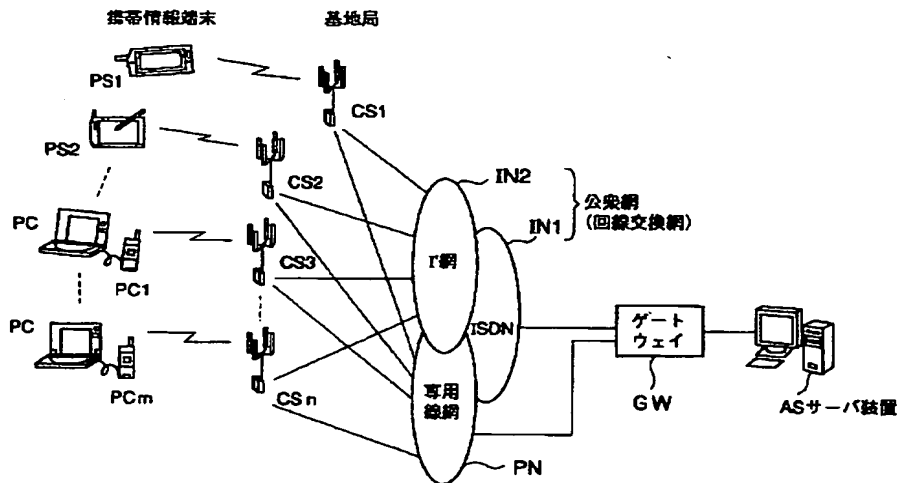 携帯情報端末
基地局
PS1
CS1
PS2
CS2
IN2
IN1
公衆網
(回線交換網)
PC
PC1
CS3
I'網
ISDN
PC
PCm
CSn
専用
線網
PN
ゲート
ウェイ
GW
ASサーバ装置